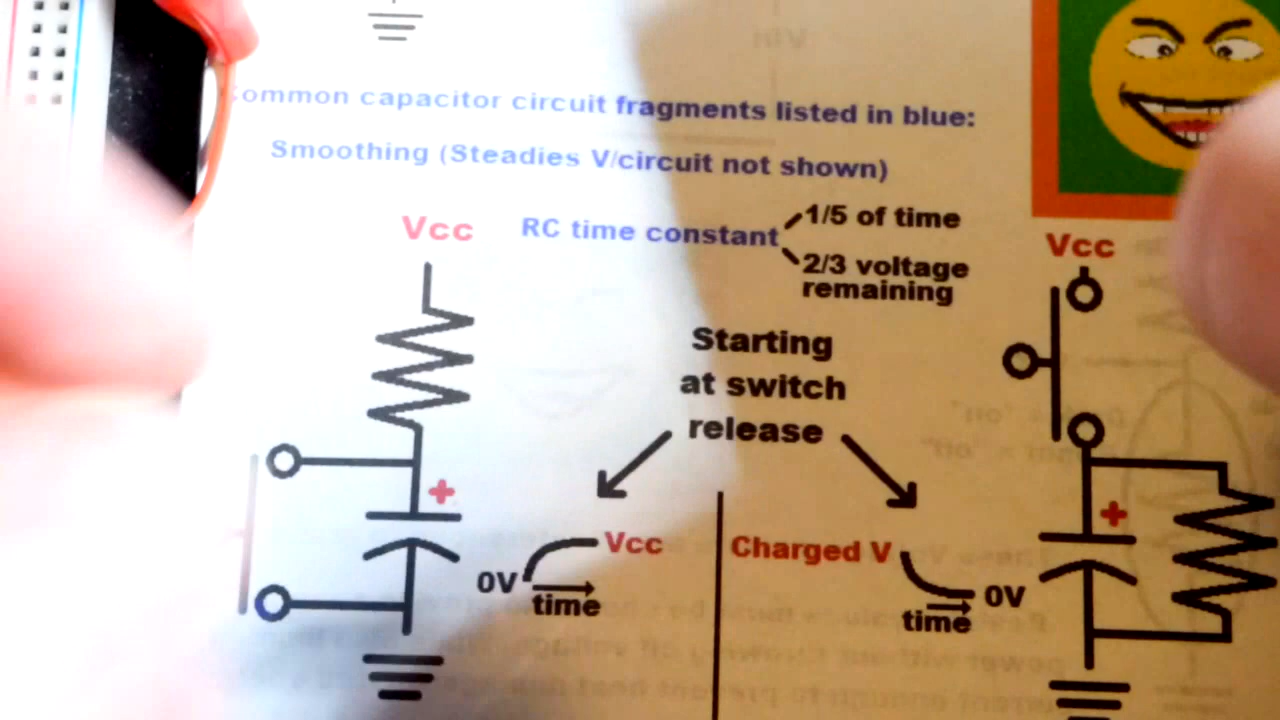 Common capacitor circuit fragments listed in blue:
Smoothing (Steadies V/circuit not shown)
Vcc
RC time constant
1/5 of time
2/3 voltage
remaining
Vcc
Starting
at switch
release
+
0V
Vcc
time
Charged V
0V
time
+